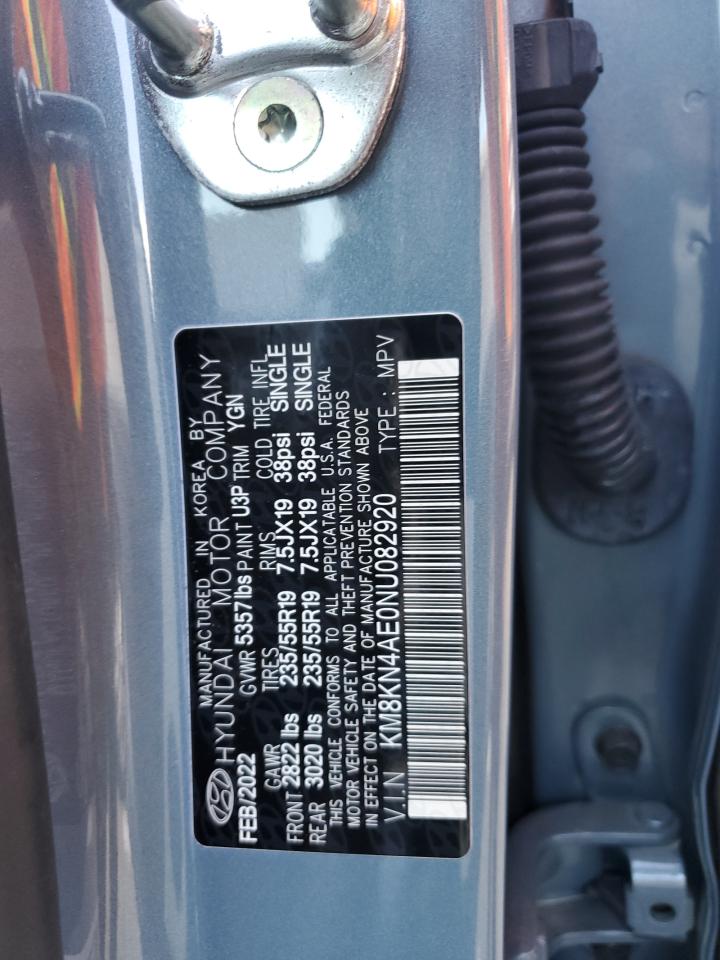 MANUFACTURED IN KOREA BY
HYUNDAI MOTOR COMPANY
FEB/2022 GVWR 5357lbs PAINT U3P TRIM YGN
GAWR TIRES RIMS COLD TIRE INFL
FRONT 2822 lbs 235/55R19 7.5JX19 38psi SINGLE
REAR 3020 lbs 235/55R19 7.5JX19 38psi SINGLE
THIS VEHICLE CONFORMS TO ALL APPLICABLE U.S.A. FEDERAL
MOTOR VEHICLE SAFETY AND THEFT PREVENTION STANDARDS
IN EFFECT ON THE DATE OF MANUFACTURE SHOWN ABOVE
V.I.N KM8KN4AE0NU082920 TYPE : MPV